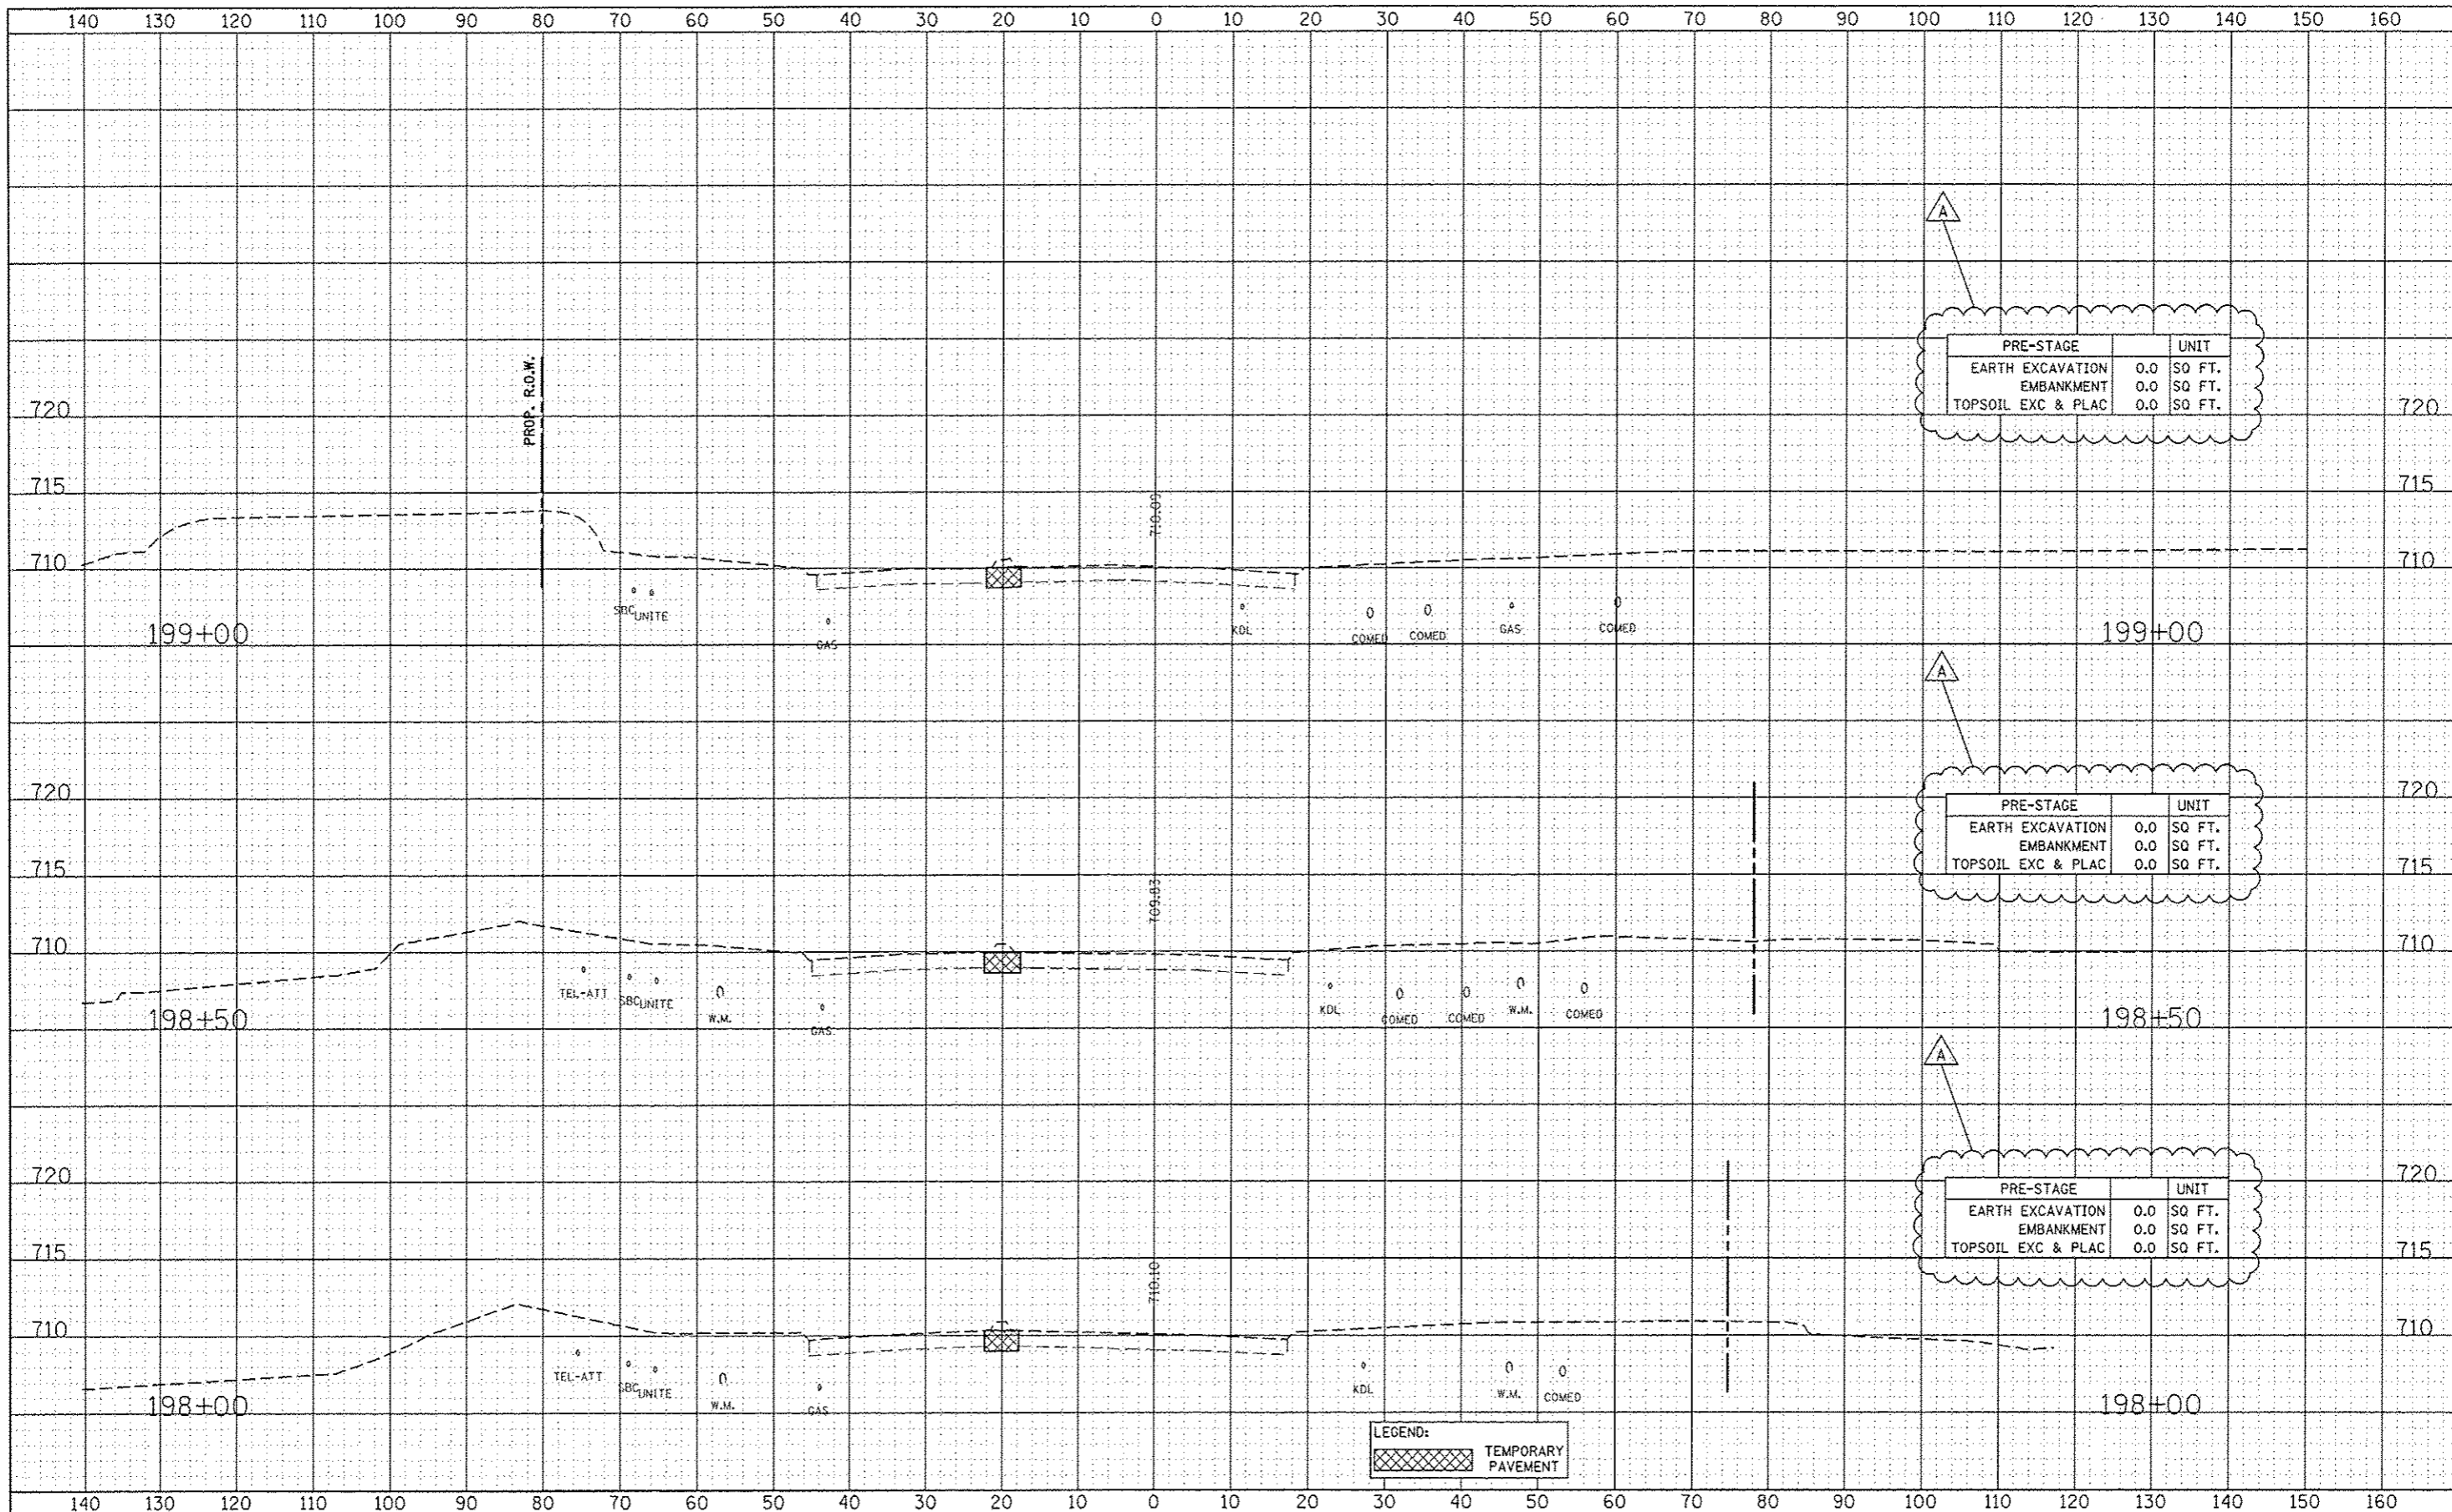 140 130 120 110 100 90 80 70 60 50 40 30 20 10 0 10 20 30 40 50 60 70 80 90 100 110 120 130 140 150 160
A
PRE-STAGE UNIT
EARTH EXCAVATION 0.0 SQ FT.
EMBANKMENT 0.0 SQ FT.
TOPSOIL EXC & PLAC 0.0 SQ FT.
PROP. R.O.W.
720 720
715 715
710.09
710 710
SBC UNITE GAS KDL COMED COMED GAS COMED
199+00 199+00
A
PRE-STAGE UNIT
EARTH EXCAVATION 0.0 SQ FT.
EMBANKMENT 0.0 SQ FT.
TOPSOIL EXC & PLAC 0.0 SQ FT.
720 720
715 715
709.83
710 710
TEL-ATT SBC UNITE W.M. GAS KDL COMED COMED W.M. COMED
198+50 198+50
A
PRE-STAGE UNIT
EARTH EXCAVATION 0.0 SQ FT.
EMBANKMENT 0.0 SQ FT.
TOPSOIL EXC & PLAC 0.0 SQ FT.
720 720
715 715
710.10
710 710
TEL-ATT SBC UNITE W.M. GAS KDL W.M. COMED
198+00 198+00
LEGEND:
TEMPORARY
PAVEMENT
140 130 120 110 100 90 80 70 60 50 40 30 20 10 0 10 20 30 40 50 60 70 80 90 100 110 120 130 140 150 160